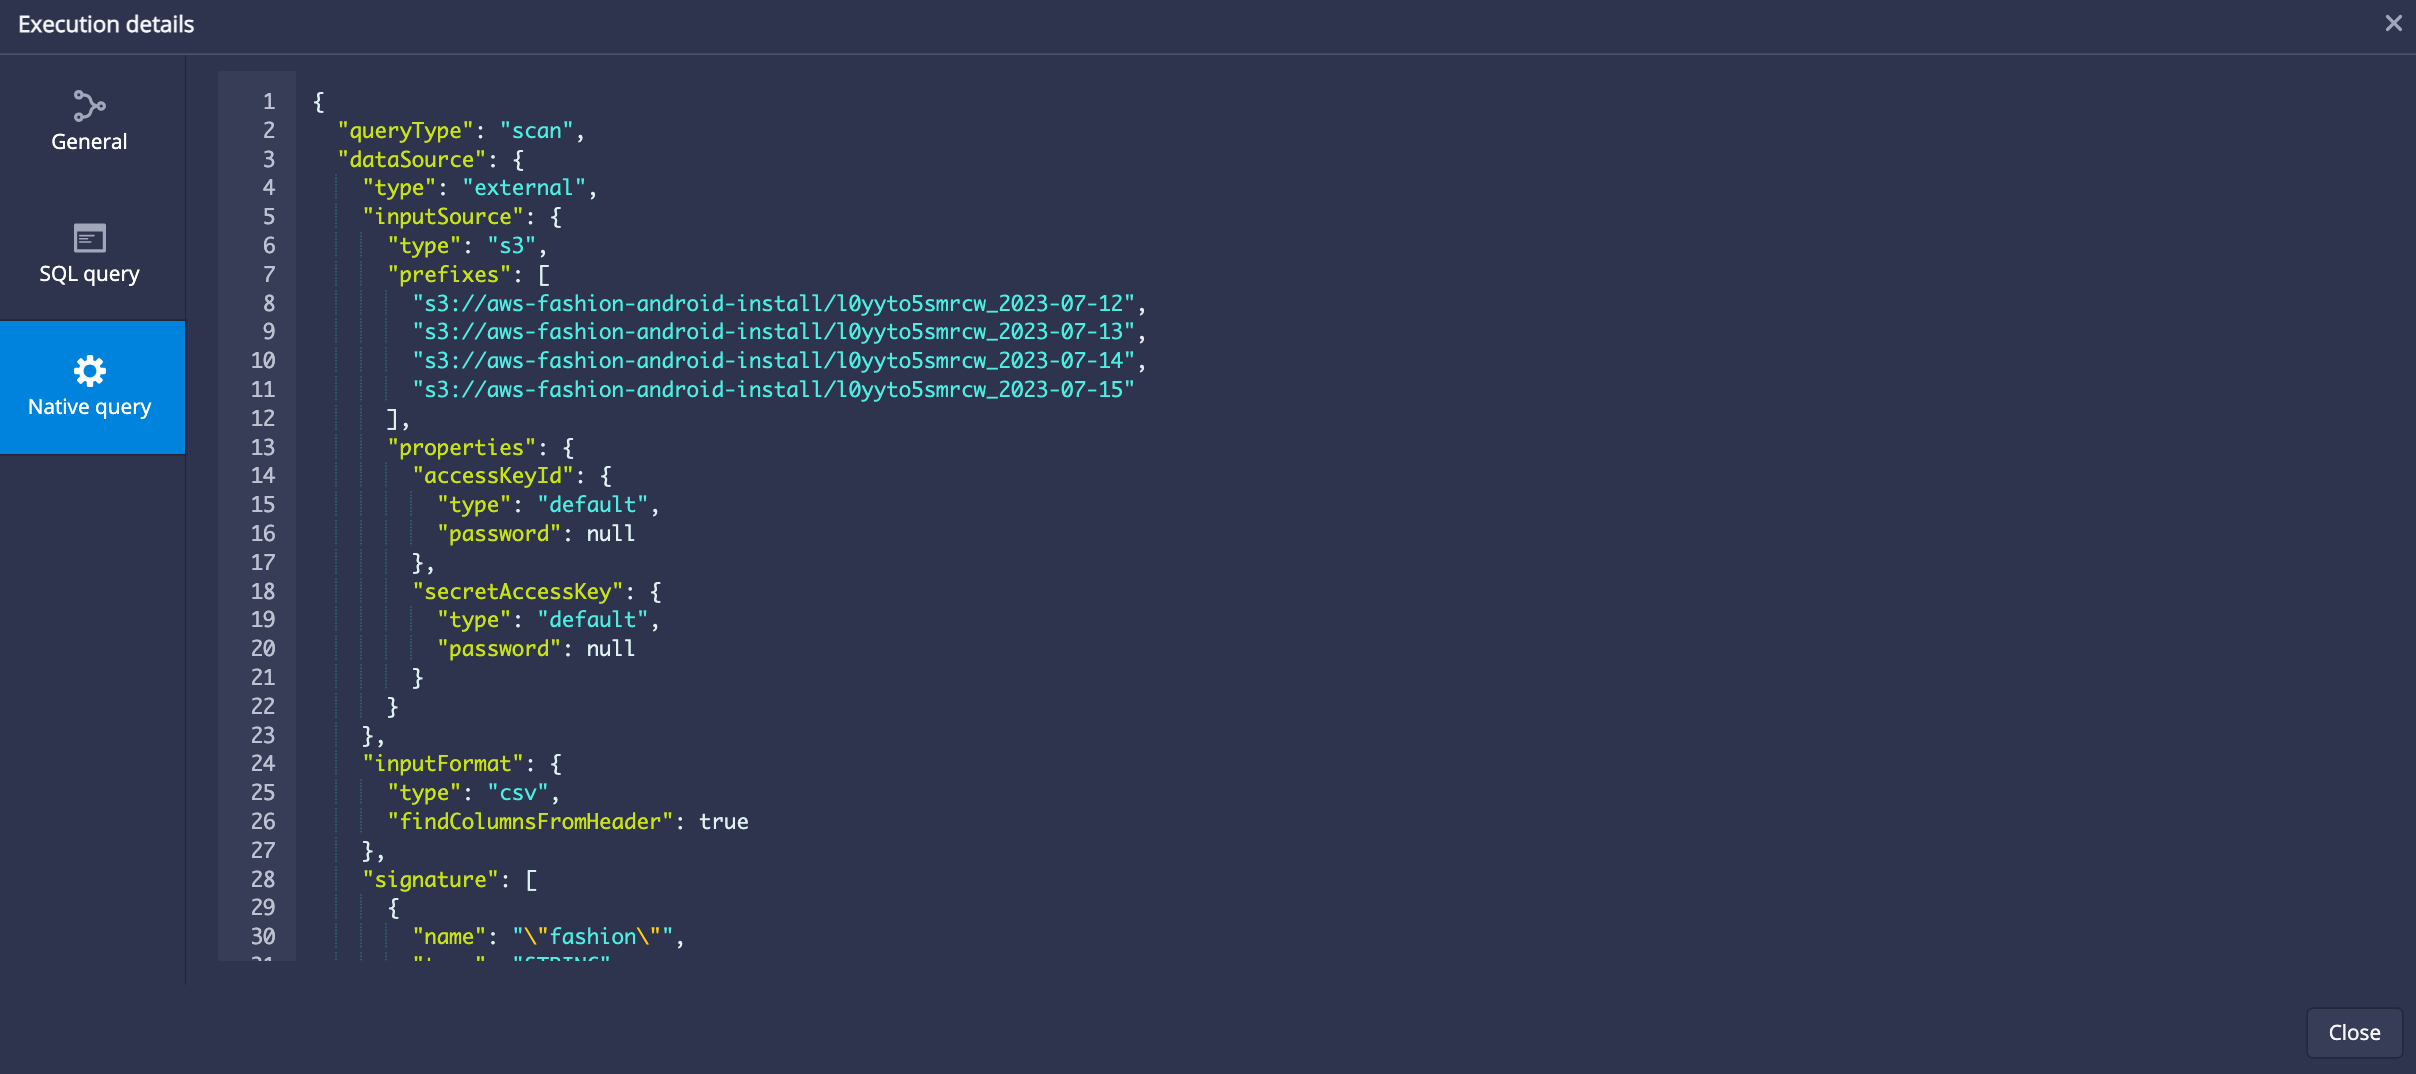 Execution details
General
SQL query
Native query
1 {
2 "queryType": "scan",
3 "dataSource": {
4 "type": "external",
5 "inputSource": {
6 "type": "s3",
7 "prefixes": [
8 "s3://aws-fashion-android-install/l0yyto5smrcw_2023-07-12",
9 "s3://aws-fashion-android-install/l0yyto5smrcw_2023-07-13",
10 "s3://aws-fashion-android-install/l0yyto5smrcw_2023-07-14",
11 "s3://aws-fashion-android-install/l0yyto5smrcw_2023-07-15"
12 ],
13 "properties": {
14 "accessKeyId": {
15 "type": "default",
16 "password": null
17 },
18 "secretAccessKey": {
19 "type": "default",
20 "password": null
21 }
22 }
23 },
24 "inputFormat": {
25 "type": "csv",
26 "findColumnsFromHeader": true
27 },
28 "signature": [
29 {
30 "name": "\"fashion\"",
Close